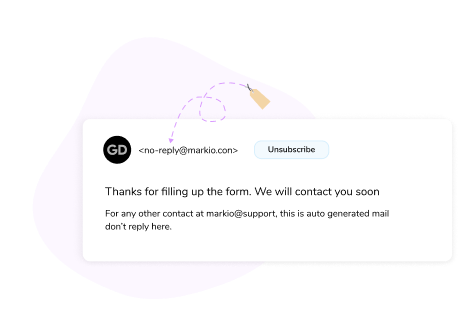 GD
<no-reply@markio.con>
Unsubscribe
Thanks for filling up the form. We will contact you soon
For any other contact at markio@support, this is auto generated mail
don't reply here.